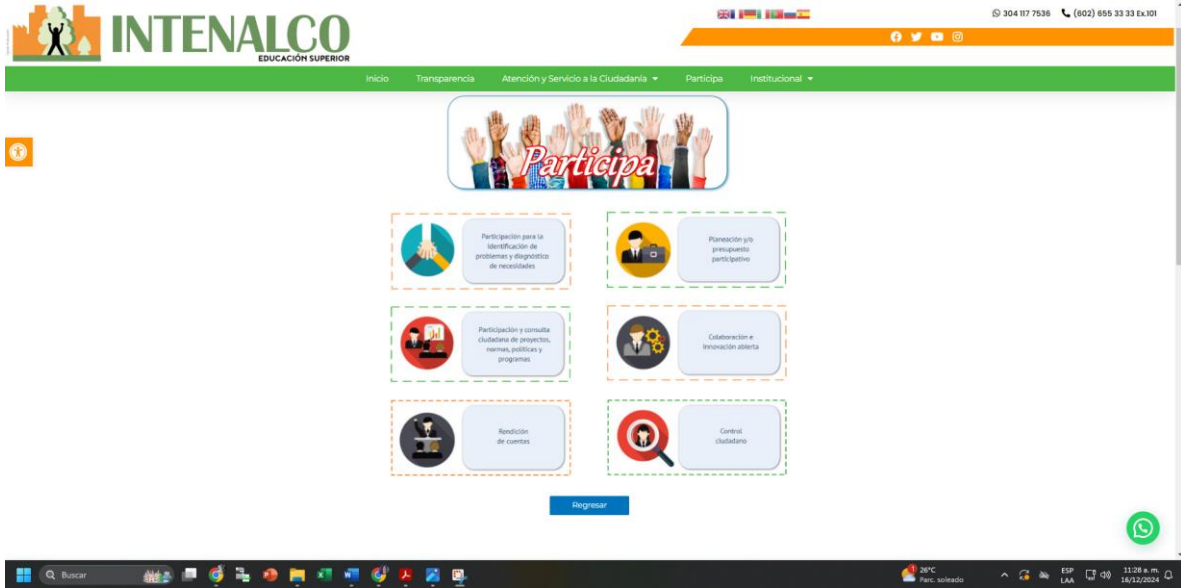 INTENALCO
EDUCACIÓN SUPERIOR
304 117 7536 (602) 655 33 33 Ex.101
Inicio Transparencia Atención y Servicio a la Ciudadanía Participa Institucional
Participa
Participación para la
identificación de
problemas y diagnóstico
de necesidades
Planeación y/o
presupuesto
participativo
Participación y consulta
ciudadana de proyectos,
normas, políticas y
programas
Colaboración e
innovación abierta
Rendición
de cuentas
Control
ciudadano
Regresar
Buscar
1
26°C
Parc. soleado
ESP
LAA
11:26 a. m.
16/12/2024